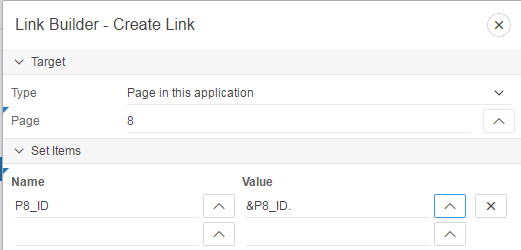 Link Builder - Create Link
Target
Type Page in this application
Page 8
Set Items
Name Value
P8_ID &P8_ID.